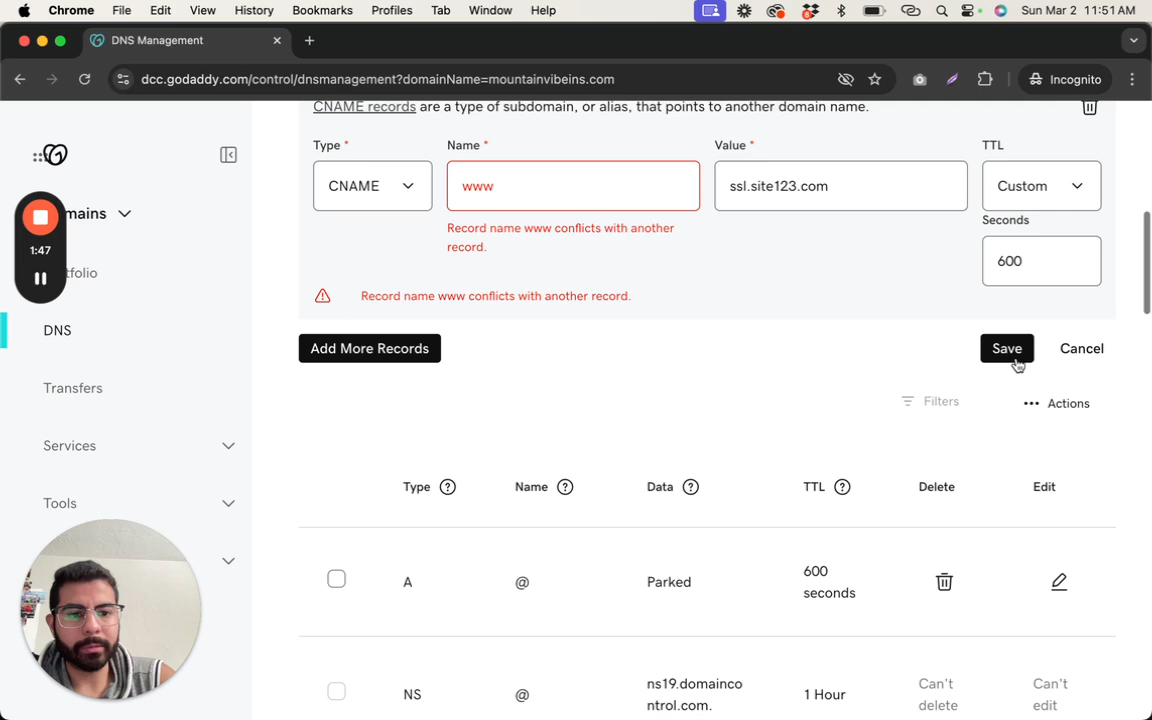 Chrome File Edit View History Bookmarks Profiles Tab Window Help Sun Mar 2 11:51 AM
DNS Management
dcc.godaddy.com/control/dnsmanagement?domainName=mountainvibeins.com Incognito
CNAME records are a type of subdomain, or alias, that points to another domain name.
Type * Name * Value * TTL
CNAME www ssl.site123.com Custom
Record name www conflicts with another
record.
Seconds
600
Record name www conflicts with another record.
Add More Records Save Cancel
Filters Actions
Type ? Name ? Data ? TTL ? Delete Edit
A @ Parked 600
seconds
NS @ ns19.domainco
ntrol.com. 1 Hour Can't
delete Can't
edit
mains
1:47
tfolio
DNS
Transfers
Services
Tools